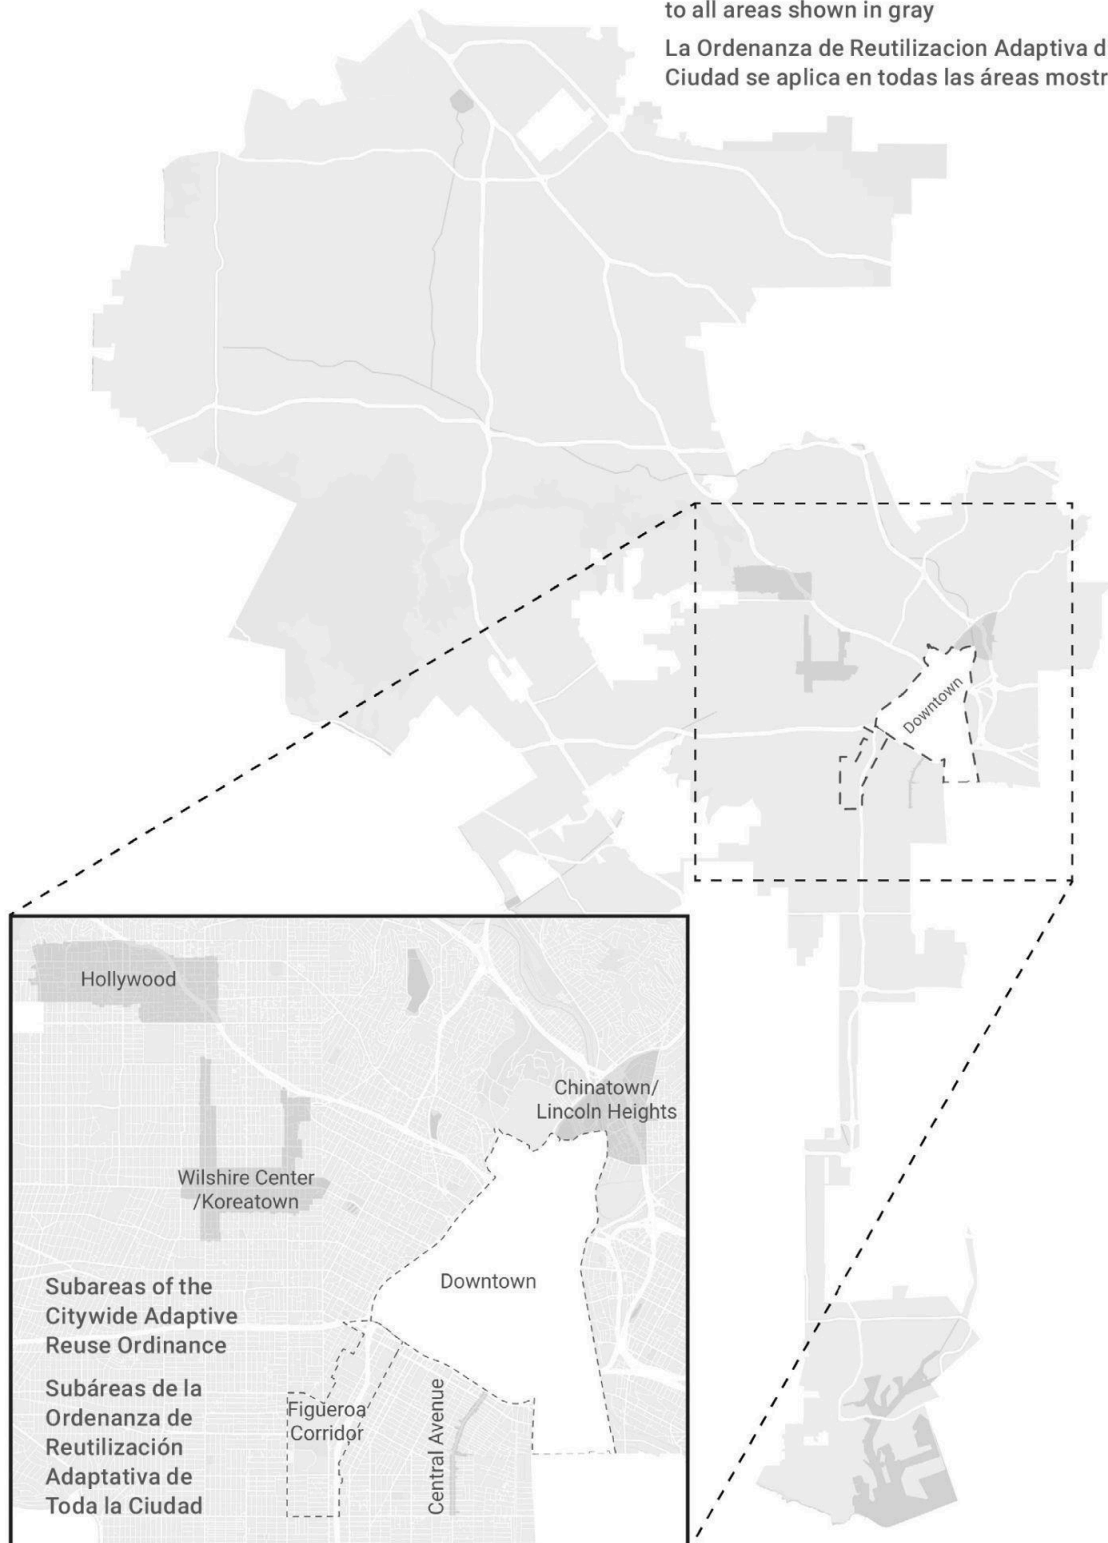 to all areas shown in gray
La Ordenanza de Reutilizacion Adaptiva d
Ciudad se aplica en todas las áreas mostr
Downtown
Hollywood
Chinatown/
Lincoln Heights
Wilshire Center
/Koreatown
Downtown
Subareas of the
Citywide Adaptive
Reuse Ordinance
Subáreas de la
Ordenanza de
Reutilización
Adaptativa de
Toda la Ciudad
Figueroa
Corridor
Central Avenue